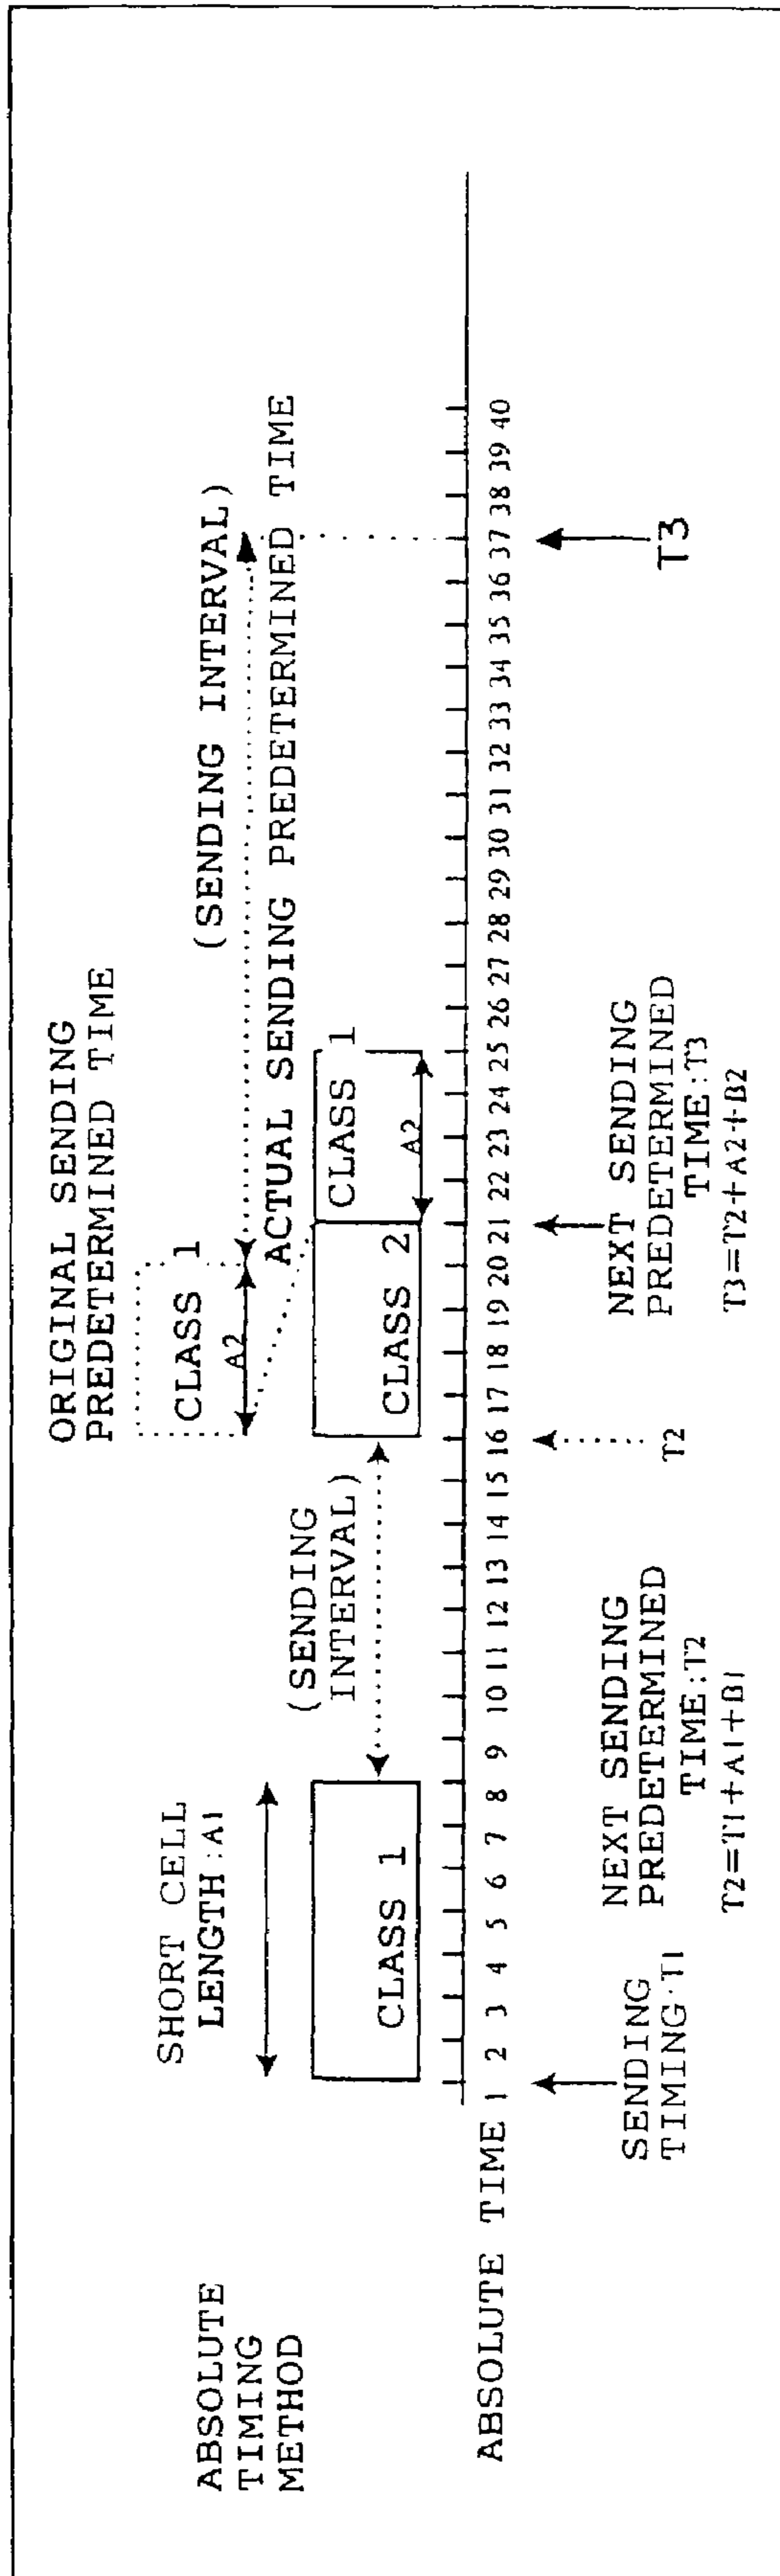 ABSOLUTE
TIMING
METHOD
SHORT CELL
LENGTH:A1
CLASS 1
(SENDING
INTERVAL)
ORIGINAL SENDING
PREDETERMINED TIME
CLASS 1
A2
CLASS 2
CLASS 1
A2
(SENDING INTERVAL)
ACTUAL SENDING PREDETERMINED TIME
ABSOLUTE TIME 1 2 3 4 5 6 7 8 9 10 11 12 13 14 15 16 17 18 19 20 21 22 23 24 25 26 27 28 29 30 31 32 33 34 35 36 37 38 39 40
SENDING
TIMING·T1
NEXT SENDING
PREDETERMINED
TIME:T2
T2=T1+A1+B1
T2
NEXT SENDING
PREDETERMINED
TIME:T3
T3=T2+A2+B2
T3